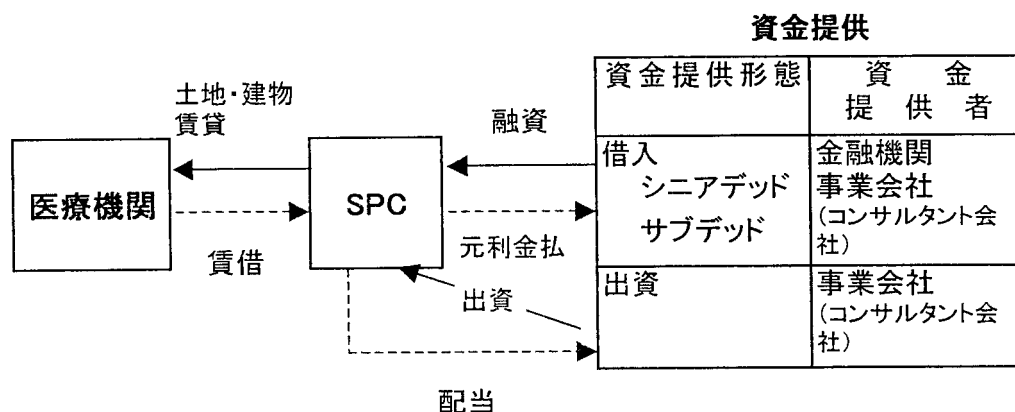 資金提供
資金提供形態
資金
提供者
土地・建物
賃貸
融資
借入
シニアデッド
サブデッド
金融機関
事業会社
(コンサルタント会
社)
医療機関
SPC
賃借
元利金払
出資
出資
事業会社
(コンサルタント会
社)
配当